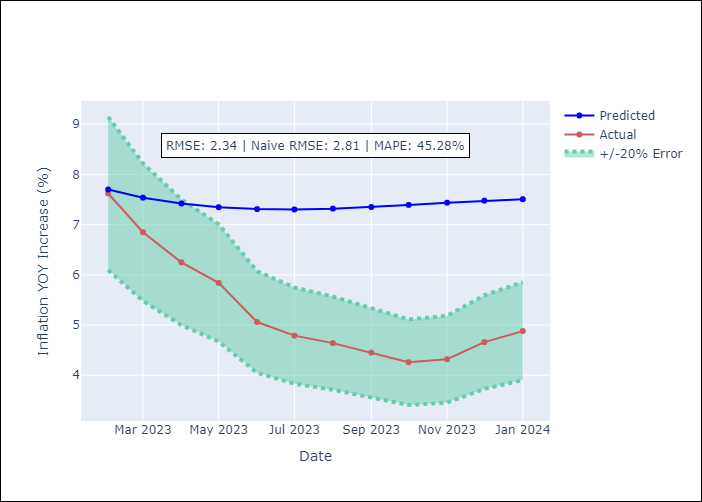 RMSE: 2.34 | Naive RMSE: 2.81 | MAPE: 45.28%
Predicted
Actual
+/-20% Error
Inflation YOY Increase (%)
9
8
7
6
5
4
Mar 2023
May 2023
Jul 2023
Sep 2023
Nov 2023
Jan 2024
Date